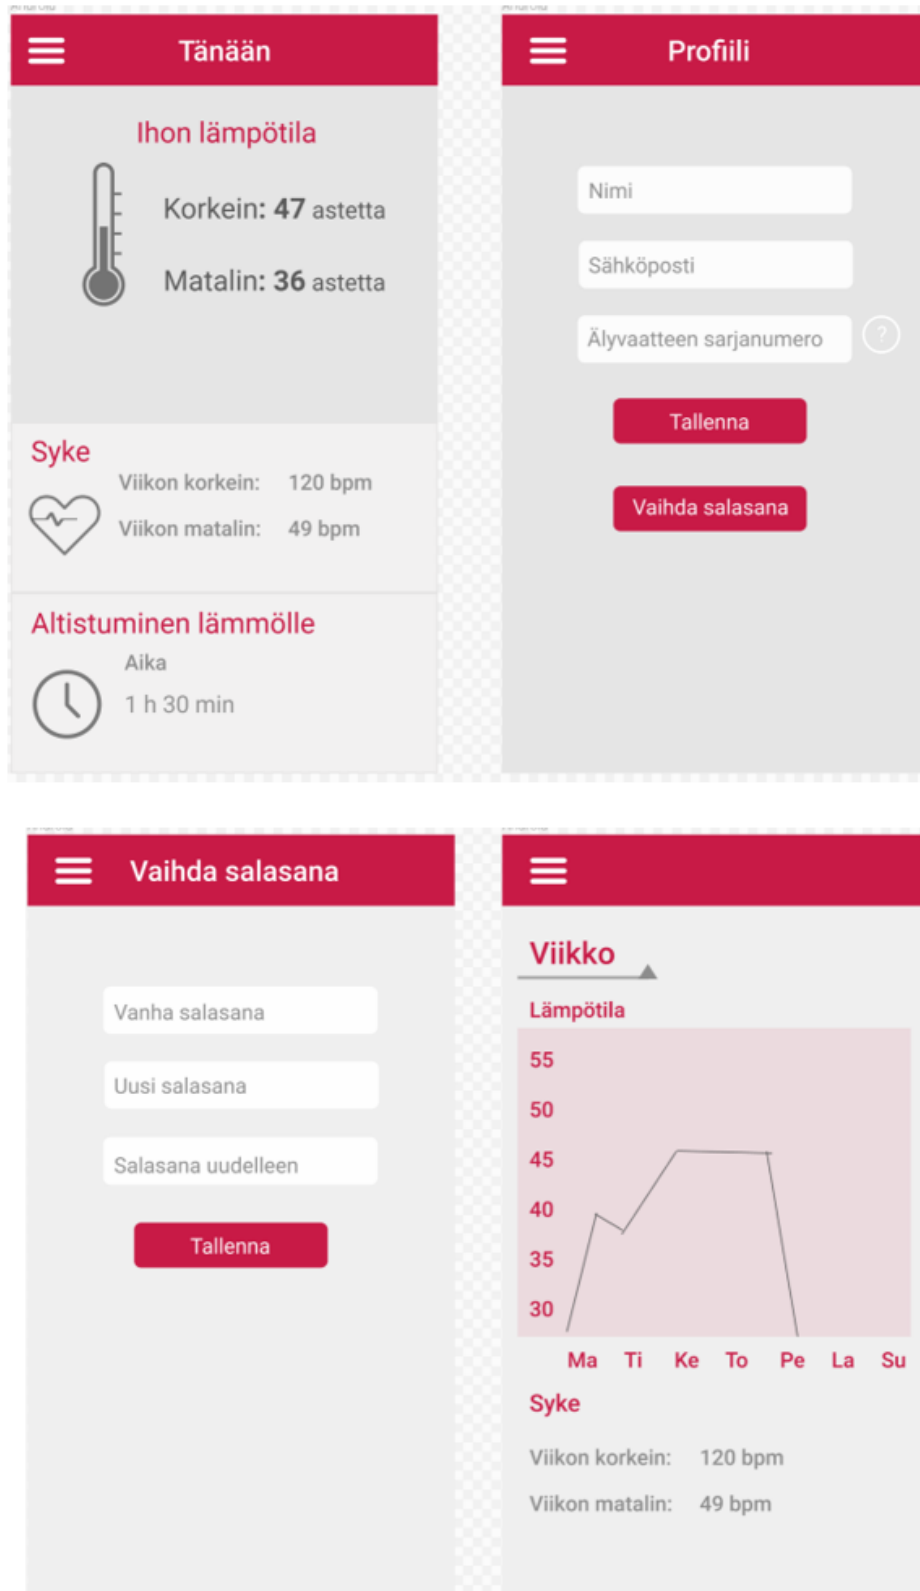 Tänään
Ihon lämpötila
Korkein: 47 astetta
Matalin: 36 astetta
Syke
Viikon korkein: 120 bpm
Viikon matalin: 49 bpm
Altistuminen lämmölle
Aika
1 h 30 min
Profiili
Nimi
Sähköposti
Älyvaatteen sarjanumero ?
Tallenna
Vaihda salasana
Vaihda salasana
Vanha salasana
Uusi salasana
Salasana uudelleen
Tallenna
Viikko
Lämpötila
55
50
45
40
35
30
Ma Ti Ke To Pe La Su
Syke
Viikon korkein: 120 bpm
Viikon matalin: 49 bpm